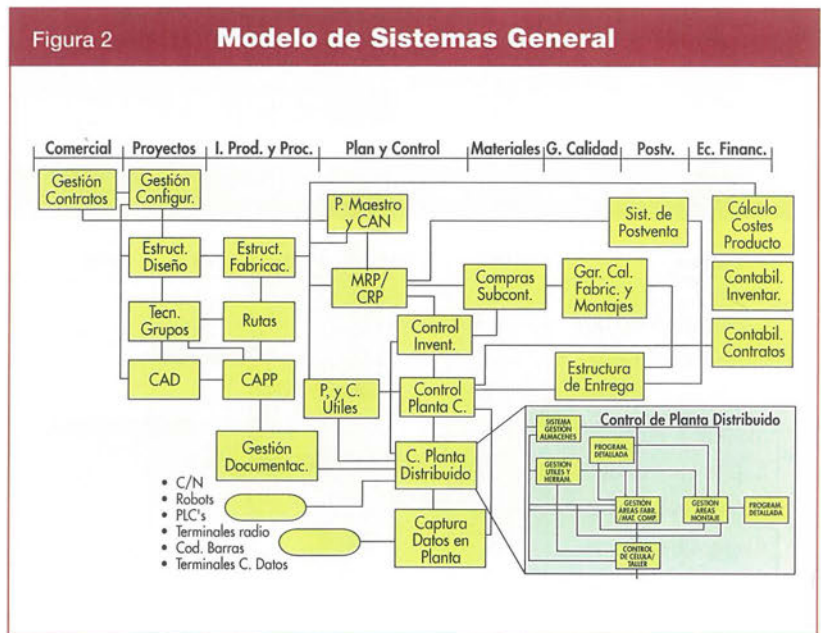 Figura 2
Modelo de Sistemas General
Comercial
Proyectos
I. Prod. y Proc.
Plan y Control
Materiales
G. Calidad
Postv.
Ec. Financ.
Gestión
Contratos
Gestión
Configur.
P. Maestro
y CAN
Sist. de
Postventa
Cálculo
Costes
Producto
Estruct.
Diseño
Estruct.
Fabricac.
MRP/
CRP
Compras
Subcont.
Gar. Cal.
Fabric. y
Montajes
Contabil.
Inventar.
Tecn.
Grupos
Rutas
Control
Invent.
Contabil.
Contratos
CAD
CAPP
P. y C.
Útiles
Control
Planta C.
Estructura
de Entrega
Gestión
Documentac.
C. Planta
Distribuido
Captura
Datos en
Planta
• C/N
• Robots
• PLC's
• Terminales radio
• Cod. Barras
• Terminales C. Datos
Control de Planta Distribuido
SISTEMA
GESTIÓN
ALMACENES
PROGRAM.
DETALLADA
GESTIÓN
UTILES Y
HERRAM.
GESTIÓN
ÁREAS FABR.
/MAT. COMP.
GESTIÓN
ÁREAS
MONTAJE
PROGRAM.
DETALLADA
CONTROL
DE CÉLULA/
TALLER